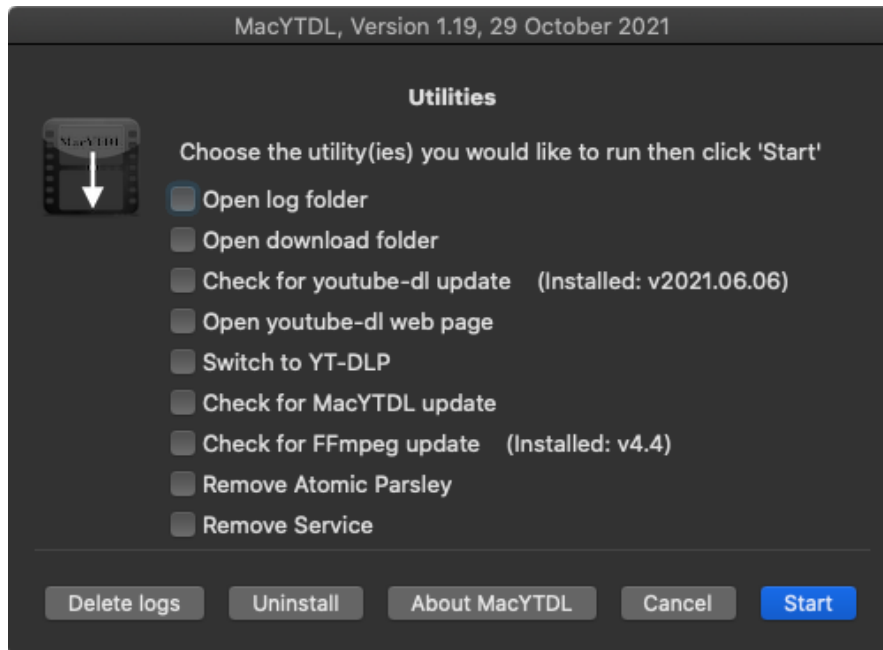 MacYTDL, Version 1.19, 29 October 2021
Utilities
MacYTDL
Choose the utility(ies) you would like to run then click 'Start'
Open log folder
Open download folder
Check for youtube-dl update (Installed: v2021.06.06)
Open youtube-dl web page
Switch to YT-DLP
Check for MacYTDL update
Check for FFmpeg update (Installed: v4.4)
Remove Atomic Parsley
Remove Service
Delete logs Uninstall About MacYTDL Cancel Start